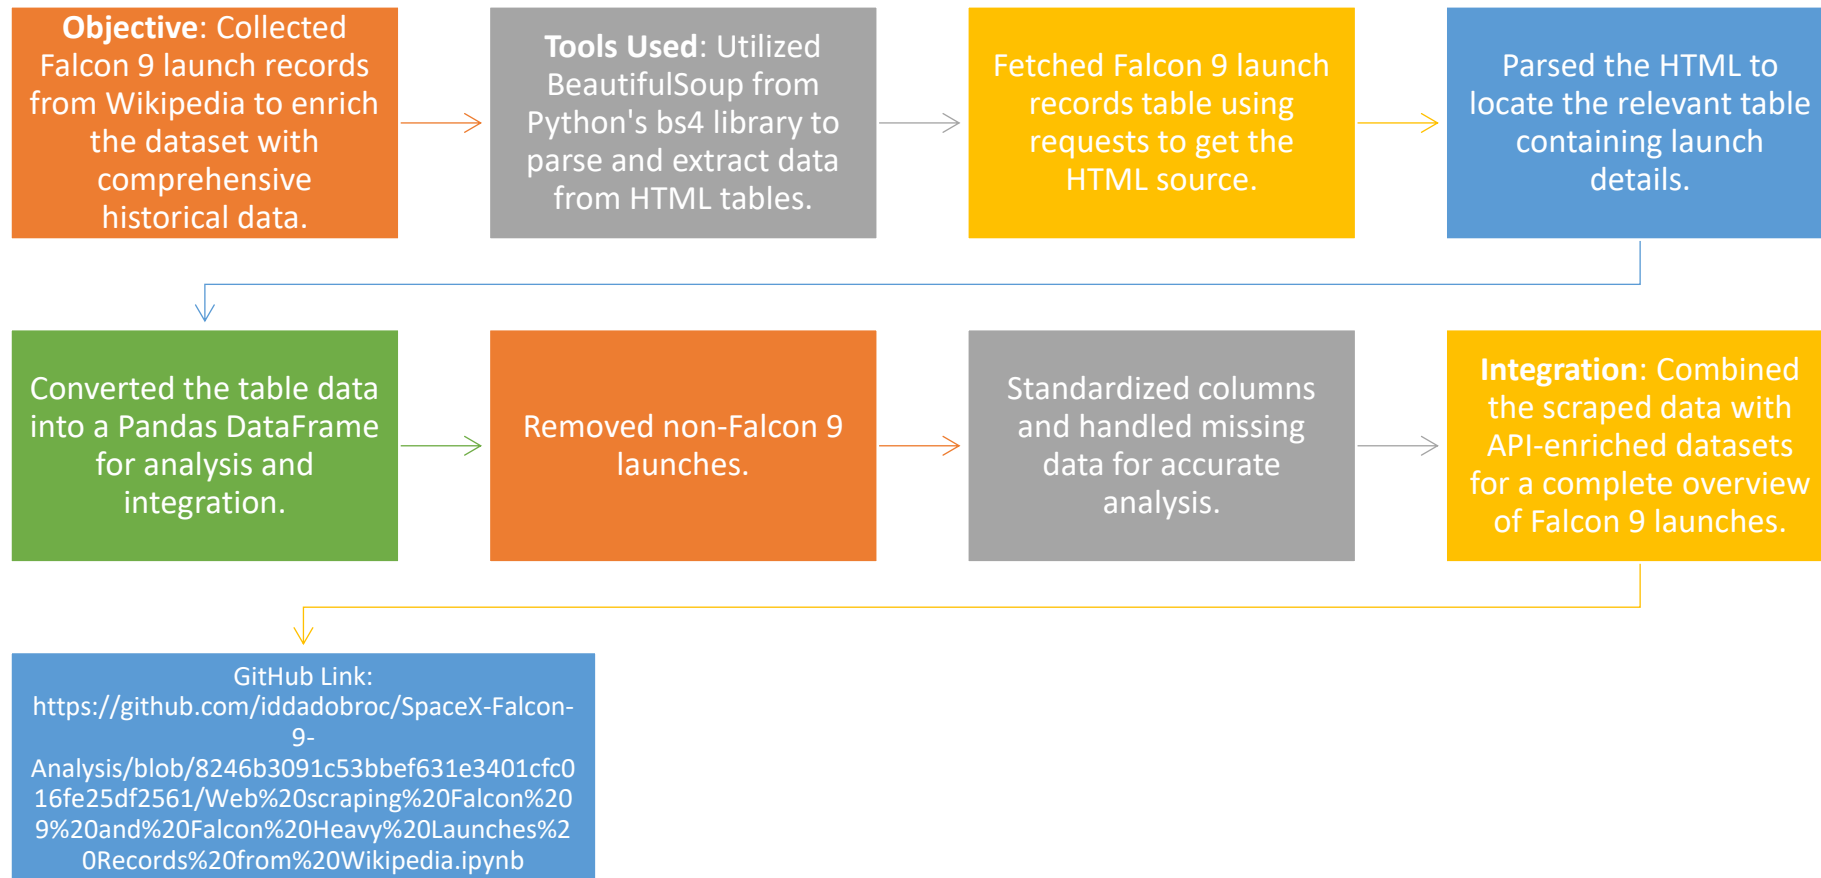 Objective: Collected
Falcon 9 launch records
from Wikipedia to enrich
the dataset with
comprehensive
historical data.
Tools Used: Utilized
BeautifulSoup from
Python's bs4 library to
parse and extract data
from HTML tables.
Fetched Falcon 9 launch
records table using
requests to get the
HTML source.
Parsed the HTML to
locate the relevant table
containing launch
details.
Converted the table data
into a Pandas DataFrame
for analysis and
integration.
Removed non-Falcon 9
launches.
Standardized columns
and handled missing
data for accurate
analysis.
Integration: Combined
the scraped data with
API-enriched datasets
for a complete overview
of Falcon 9 launches.
GitHub Link:
https://github.com/iddadobroc/SpaceX-Falcon-
9-
Analysis/blob/8246b3091c53bbef631e3401cfc0
16fe25df2561/Web%20scraping%20Falcon%20
9%20and%20Falcon%20Heavy%20Launches%2
0Records%20from%20Wikipedia.ipynb